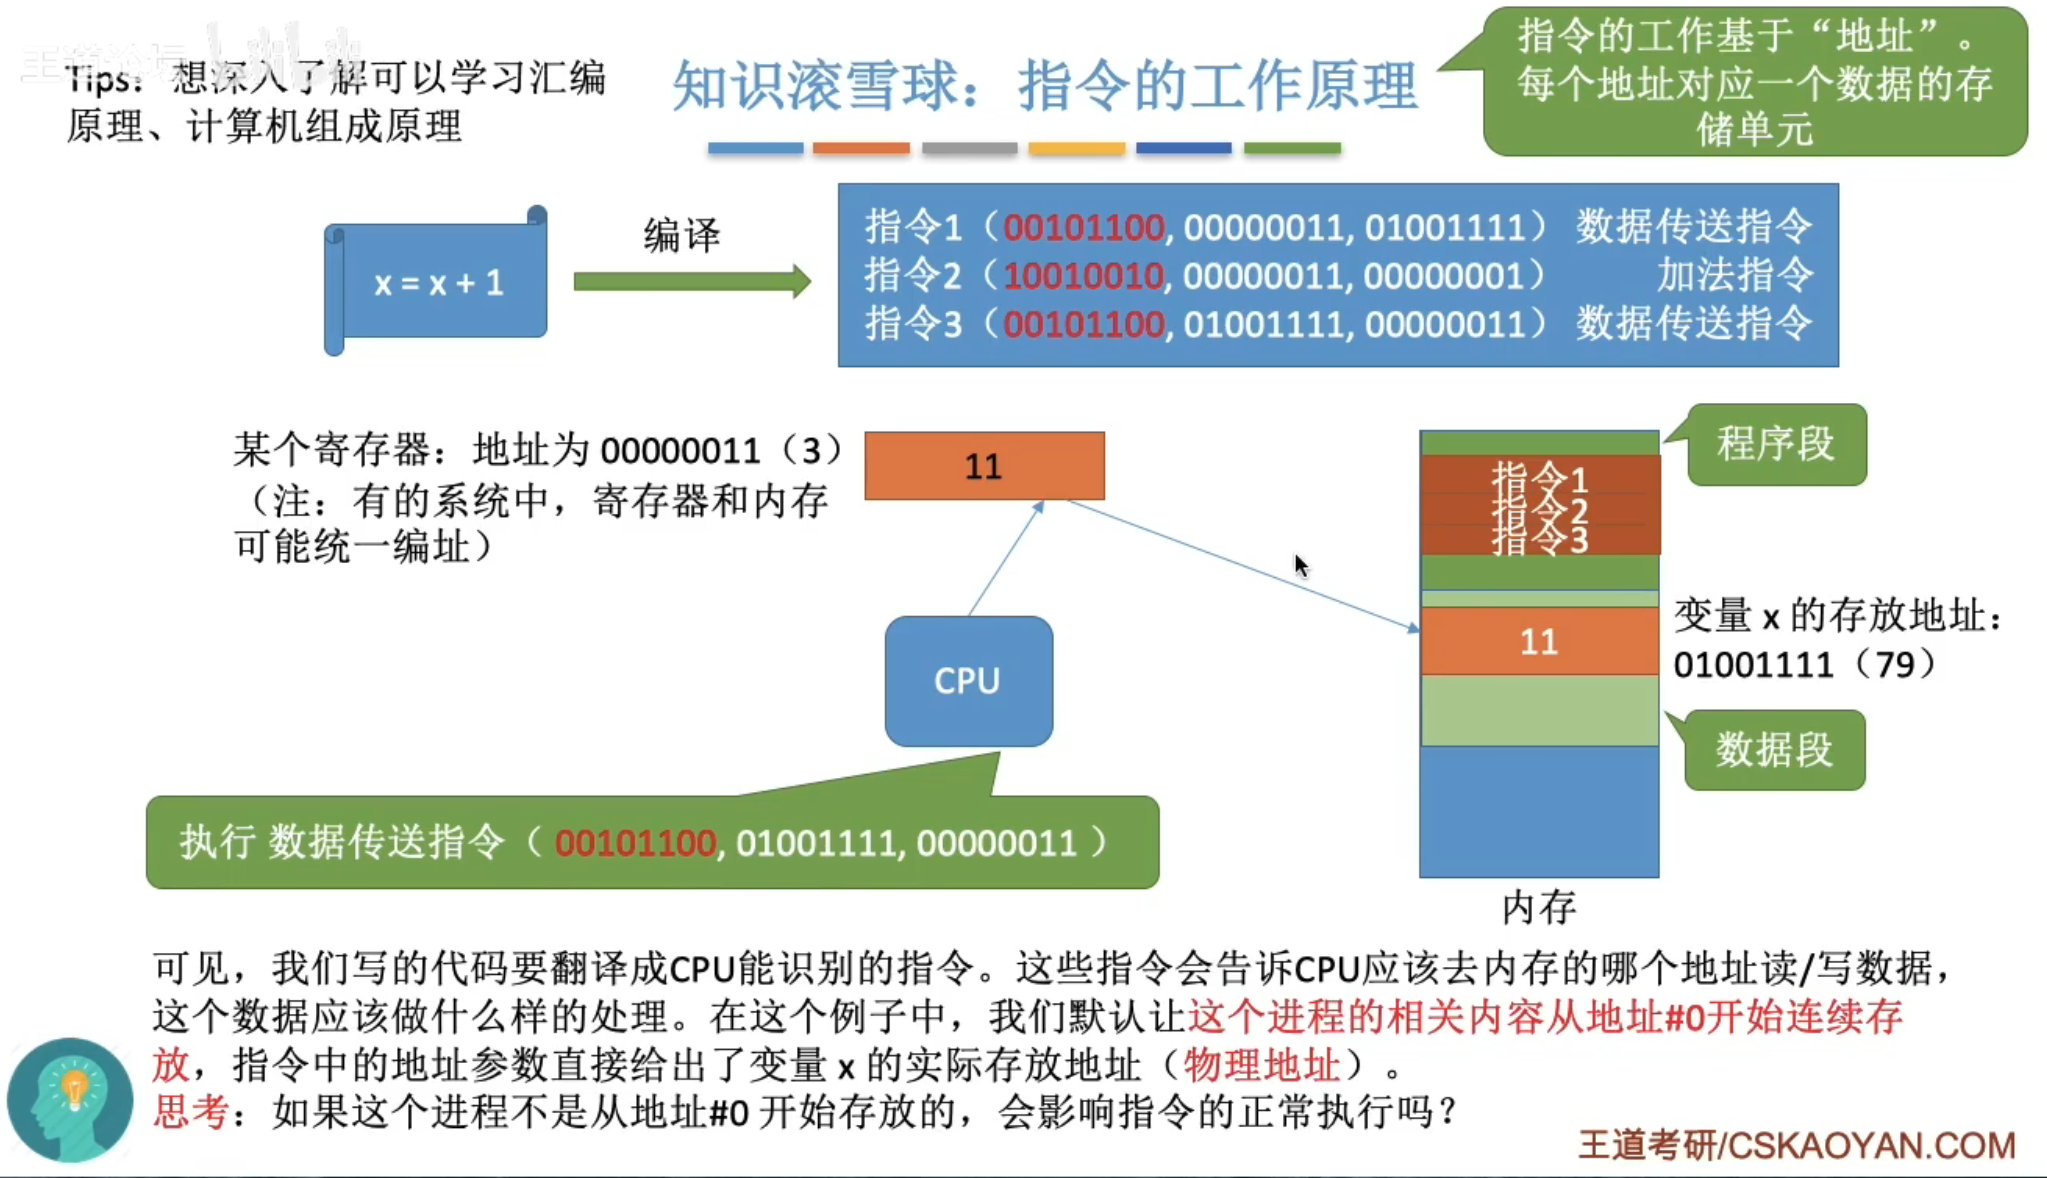 王道论坛
Tips：想深入了解可以学习汇编
原理、计算机组成原理
知识滚雪球：指令的工作原理
指令的工作基于“地址”。
每个地址对应一个数据的存
储单元
x = x + 1
编译
指令1（00101100, 00000011, 01001111） 数据传送指令
指令2（10010010, 00000011, 00000001） 加法指令
指令3（00101100, 01001111, 00000011） 数据传送指令
某个寄存器：地址为 00000011（3）
（注：有的系统中，寄存器和内存
可能统一编址）
11
CPU
程序段
指令1
指令2
指令3
11
变量 x 的存放地址：
01001111（79）
数据段
内存
执行 数据传送指令（ 00101100, 01001111, 00000011 ）
可见，我们写的代码要翻译成CPU能识别的指令。这些指令会告诉CPU应该去内存的哪个地址读/写数据，
这个数据应该做什么样的处理。在这个例子中，我们默认让这个进程的相关内容从地址#0开始连续存
放，指令中的地址参数直接给出了变量 x 的实际存放地址（物理地址）。
思考：如果这个进程不是从地址#0 开始存放的，会影响指令的正常执行吗？
王道考研/CSKAOYAN.COM